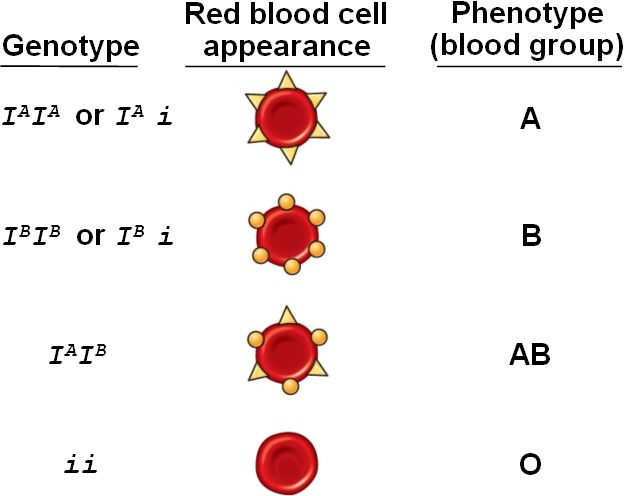 Genotype
Red blood cell
appearance
Phenotype
(blood group)
IᴬIᴬ or Iᴬ i
A
IᴮIᴮ or Iᴮ i
B
IᴬIᴮ
AB
ii
O